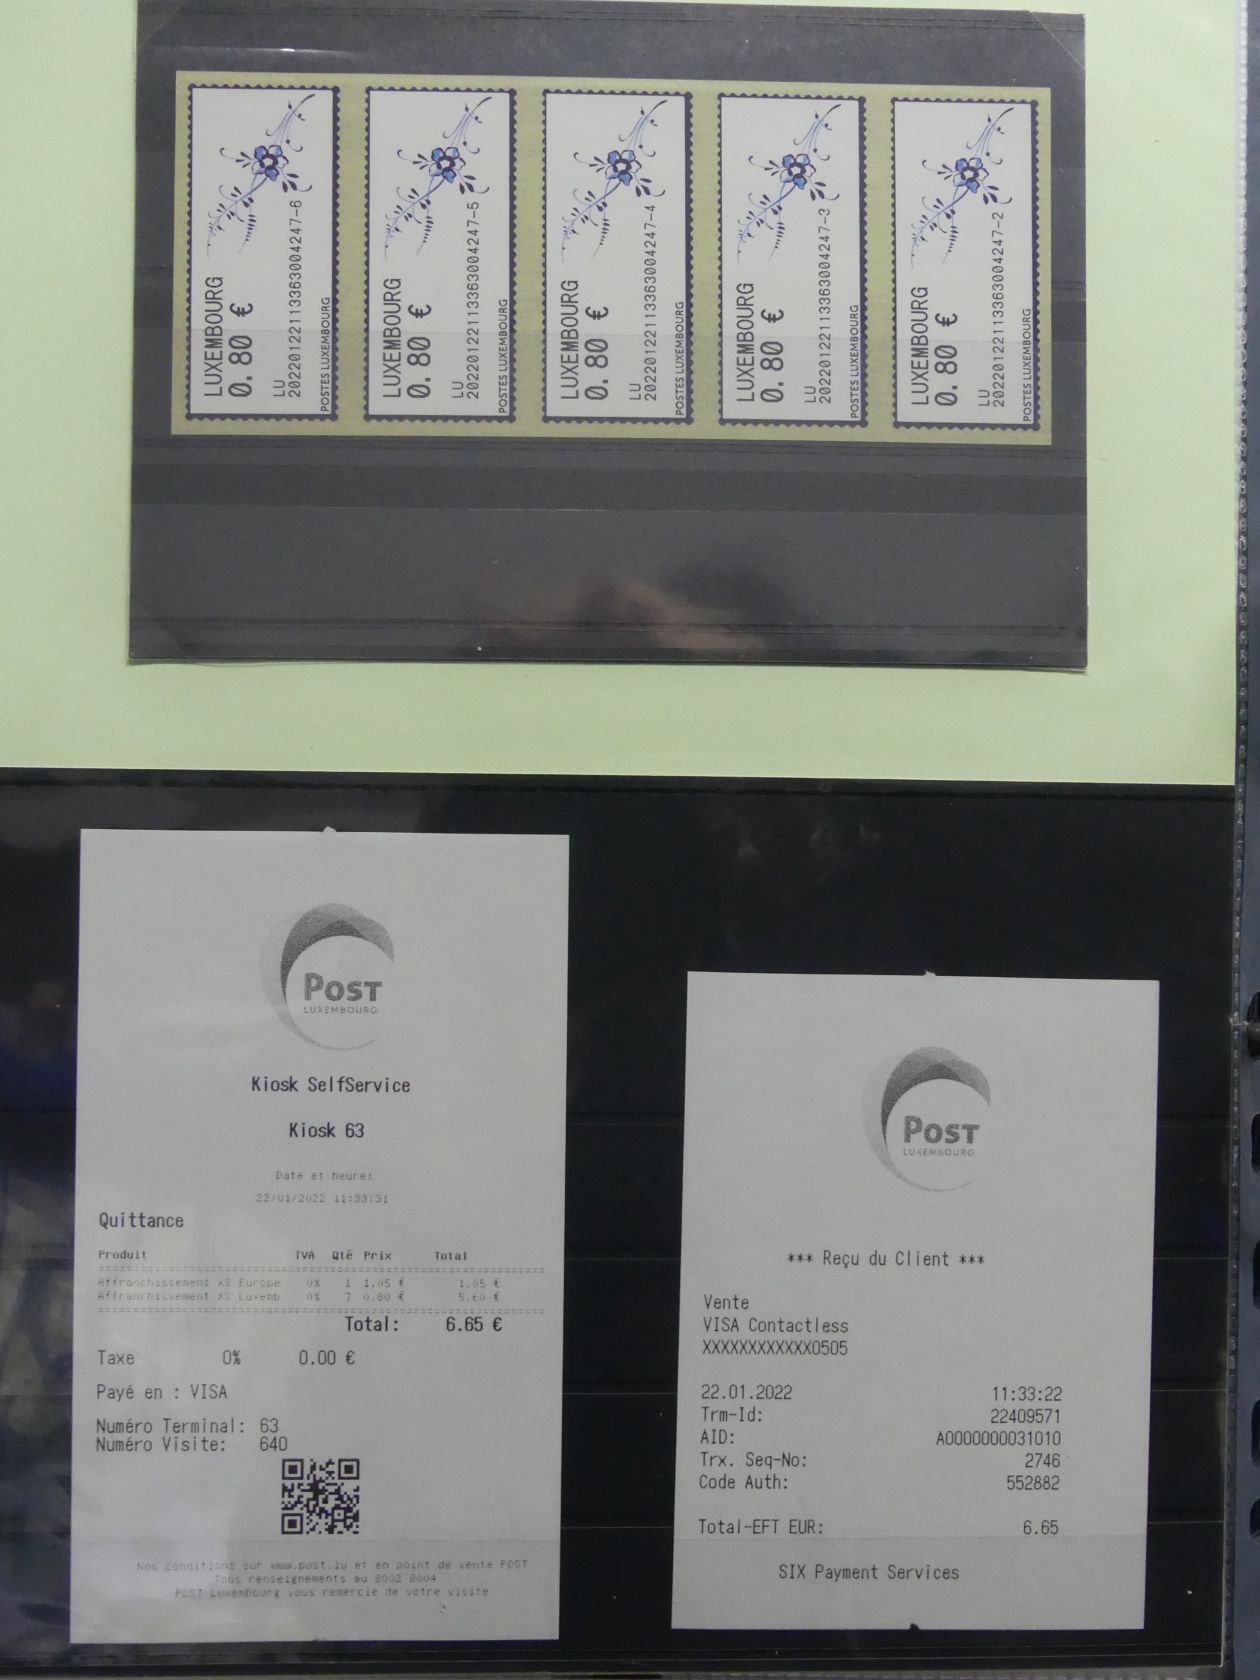 LUXEMBOURG
0.80 €
LU
20220122113363004247-6
POSTES LUXEMBOURG
LUXEMBOURG
0.80 €
LU
20220122113363004247-5
POSTES LUXEMBOURG
LUXEMBOURG
0.80 €
LU
20220122113363004247-4
POSTES LUXEMBOURG
LUXEMBOURG
0.80 €
LU
20220122113363004247-3
POSTES LUXEMBOURG
LUXEMBOURG
0.80 €
LU
20220122113363004247-2
POSTES LUXEMBOURG
POST
LUXEMBOURG
Kiosk SelfService
Kiosk 63
Date et heure:
22/01/2022 11:33:31
Quittance
Produit TVA Qté Prix Total
Affranchissement XS Europe 0% 1 1.05 € 1.05 €
Affranchissement XS Luxemb 0% 7 0.80 € 5.60 €
Total: 6.65 €
Taxe 0% 0.00 €
Payé en : VISA
Numéro Terminal: 63
Numéro Visite: 640
Nos conditions sur www.post.lu et en point de vente POST
Tous renseignements au 8002 8004
POST Luxembourg vous remercie de votre visite
POST
LUXEMBOURG
*** Reçu du Client ***
Vente
VISA Contactless
XXXXXXXXXXXX0505
22.01.2022 11:33:22
Trm-Id: 22409571
AID: A0000000031010
Trx. Seq-No: 2746
Code Auth: 552882
Total-EFT EUR: 6.65
SIX Payment Services